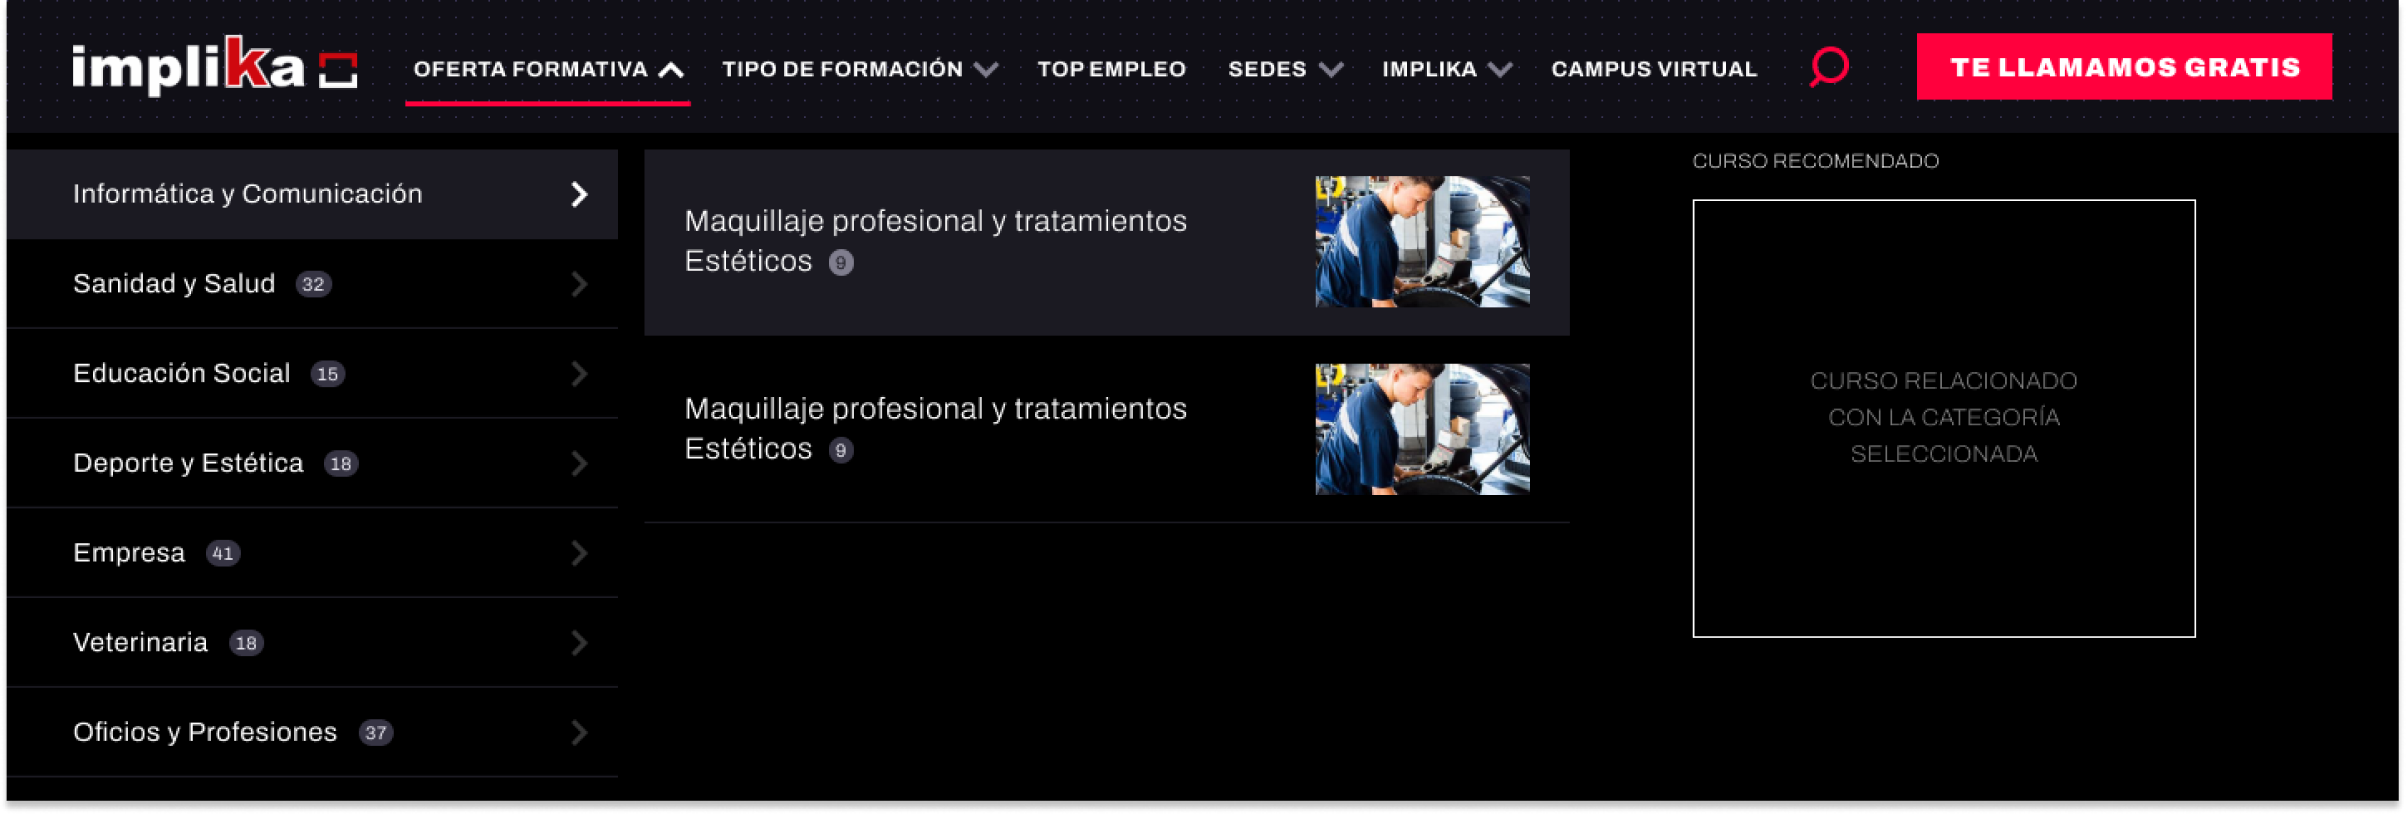 implika
OFERTA FORMATIVA
TIPO DE FORMACIÓN
TOP EMPLEO
SEDES
IMPLIKA
CAMPUS VIRTUAL
TE LLAMAMOS GRATIS
Informática y Comunicación
Sanidad y Salud 32
Educación Social 15
Deporte y Estética 18
Empresa 41
Veterinaria 18
Oficios y Profesiones 37
Maquillaje profesional y tratamientos
Estéticos 9
Maquillaje profesional y tratamientos
Estéticos 9
CURSO RECOMENDADO
CURSO RELACIONADO
CON LA CATEGORÍA
SELECCIONADA